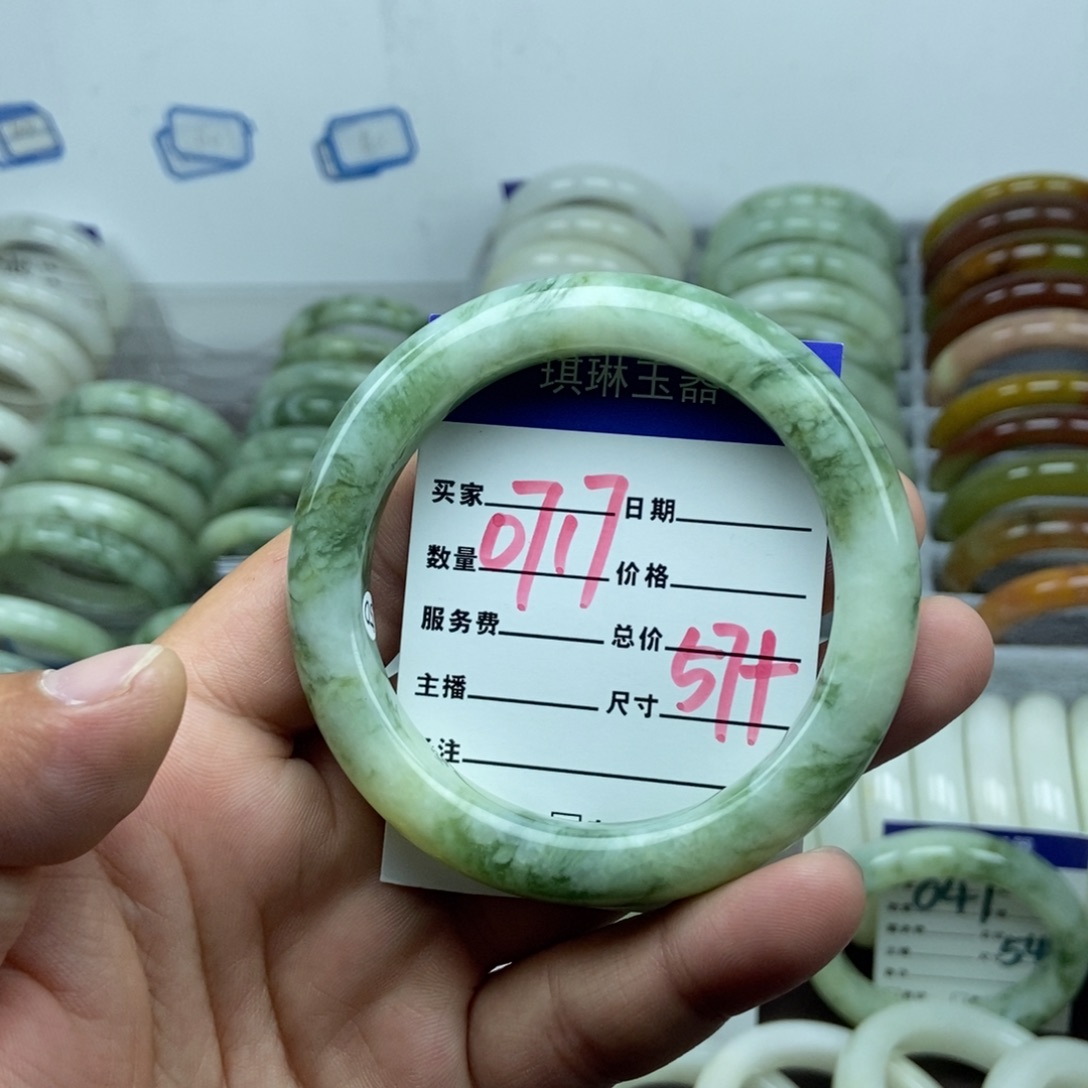 琪琳玉器
买家 日期
0717
数量 价格
服务费 总价
57+
主播 尺寸
注
041
54